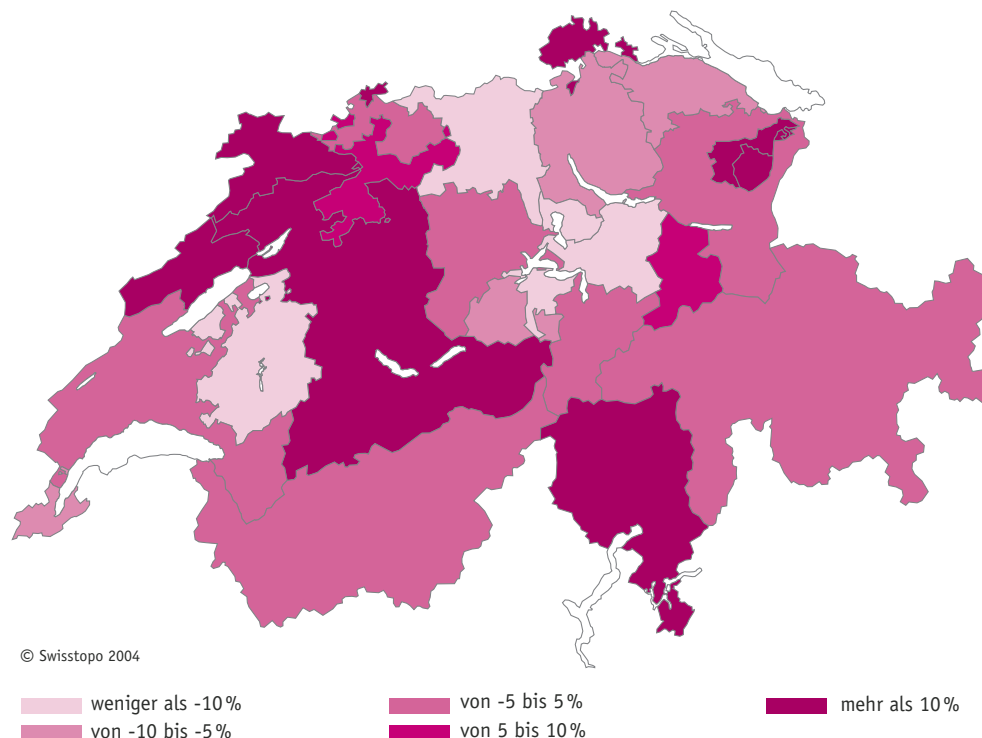 © Swisstopo 2004
weniger als -10%
von -10 bis -5%
von -5 bis 5%
von 5 bis 10%
mehr als 10%